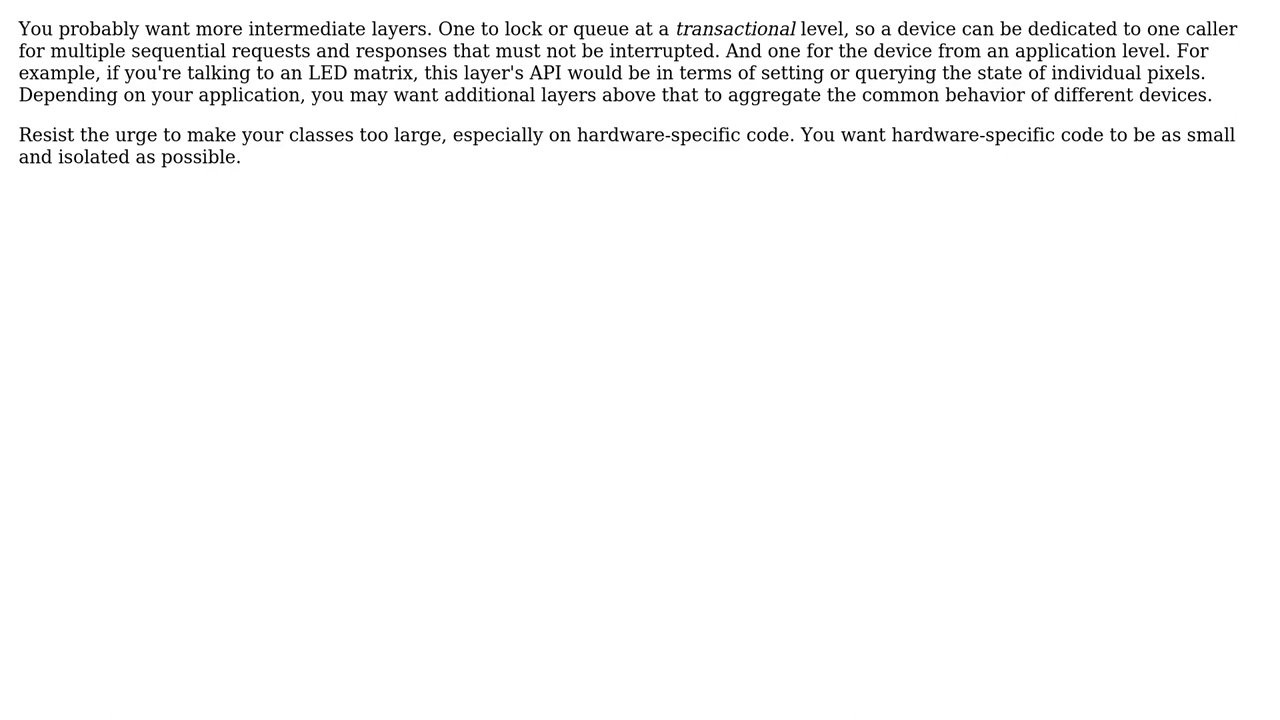 You probably want more intermediate layers. One to lock or queue at a transactional level, so a device can be dedicated to one caller
for multiple sequential requests and responses that must not be interrupted. And one for the device from an application level. For
example, if you're talking to an LED matrix, this layer's API would be in terms of setting or querying the state of individual pixels.
Depending on your application, you may want additional layers above that to aggregate the common behavior of different devices.
Resist the urge to make your classes too large, especially on hardware-specific code. You want hardware-specific code to be as small
and isolated as possible.